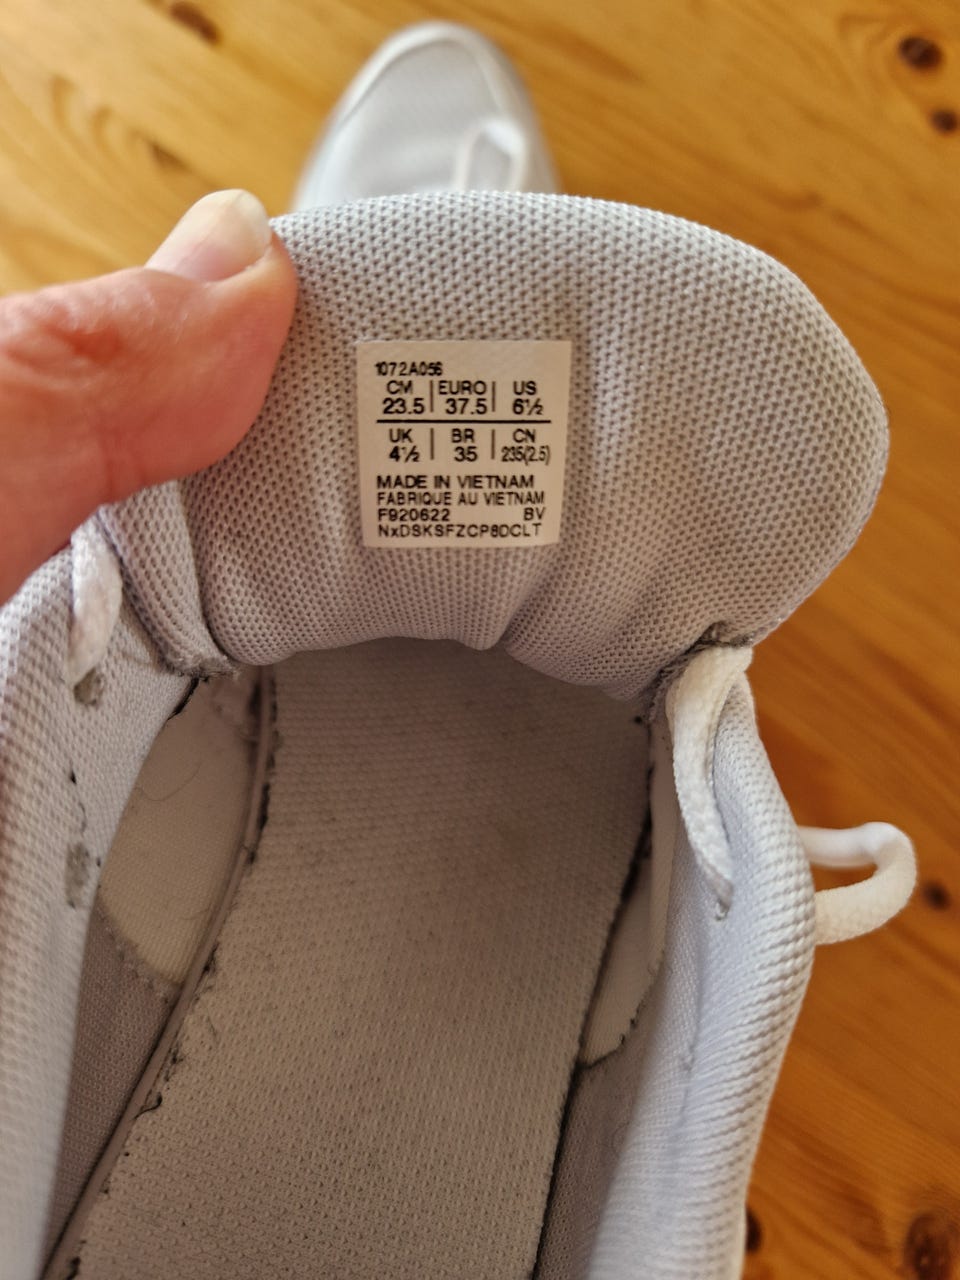 1072A056
CM | EURO | US
23.5 | 37.5 | 6½
UK | BR | CN
4½ | 35 | 235(2.5)
MADE IN VIETNAM
FABRIQUE AU VIETNAM
F920622 BV
NxDSKSFZCP8DCLT